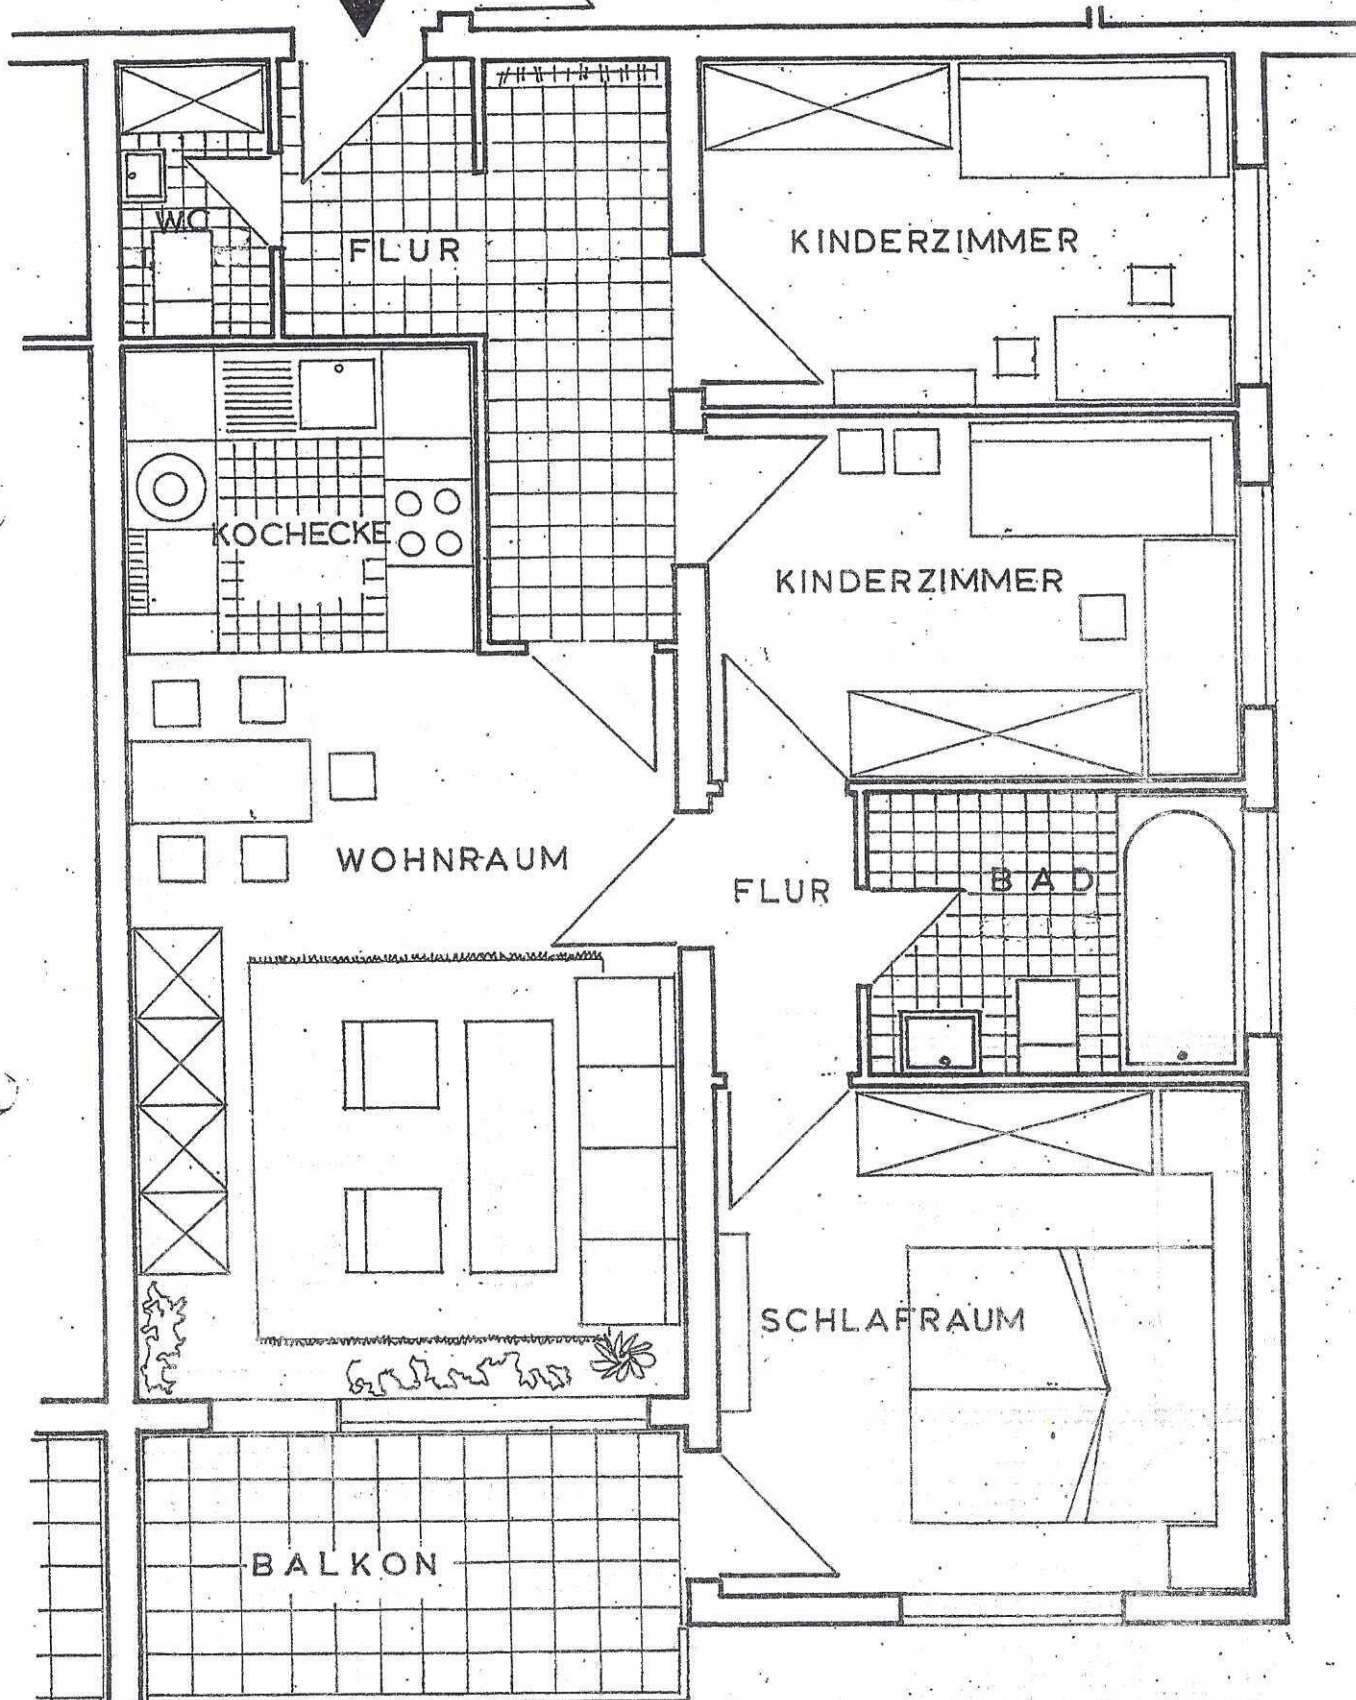 WC
FLUR
KINDERZIMMER
KOCHECKE
KINDERZIMMER
WOHNRAUM
FLUR
BAD
SCHLAFRAUM
BALKON